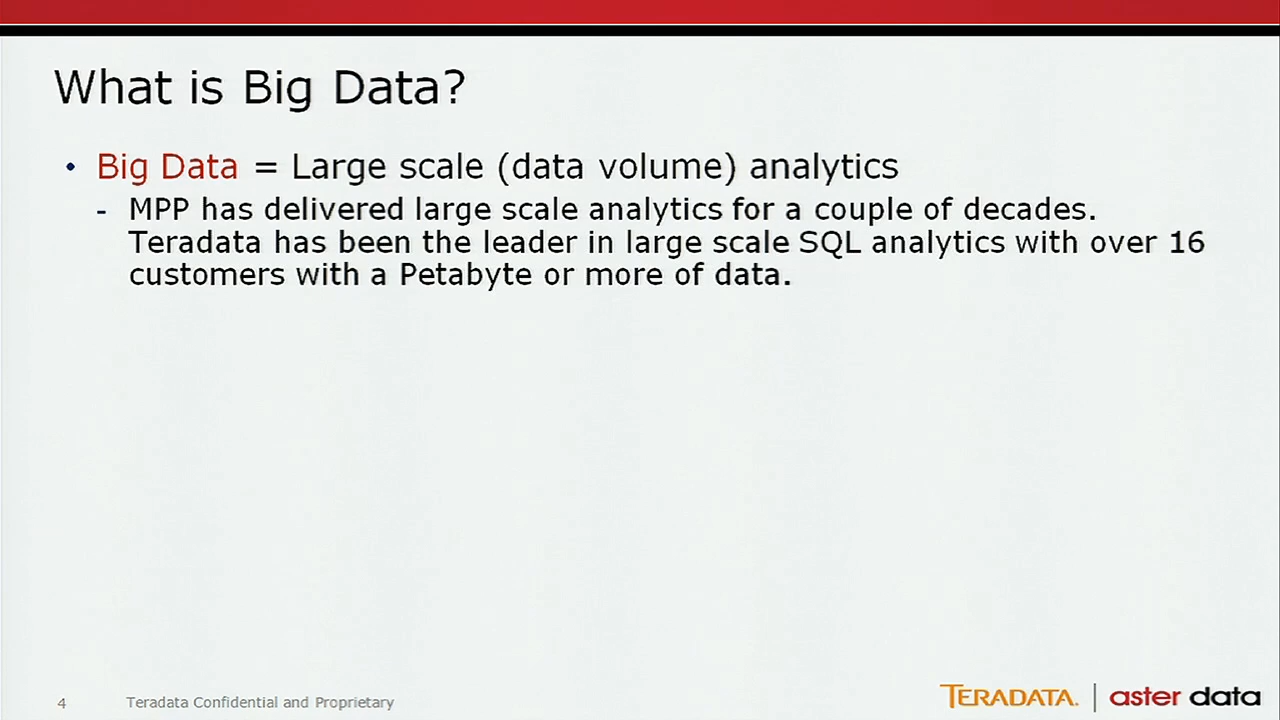 What is Big Data?
• Big Data = Large scale (data volume) analytics
- MPP has delivered large scale analytics for a couple of decades.
Teradata has been the leader in large scale SQL analytics with over 16
customers with a Petabyte or more of data.
4 Teradata Confidential and Proprietary
TERADATA. | aster data